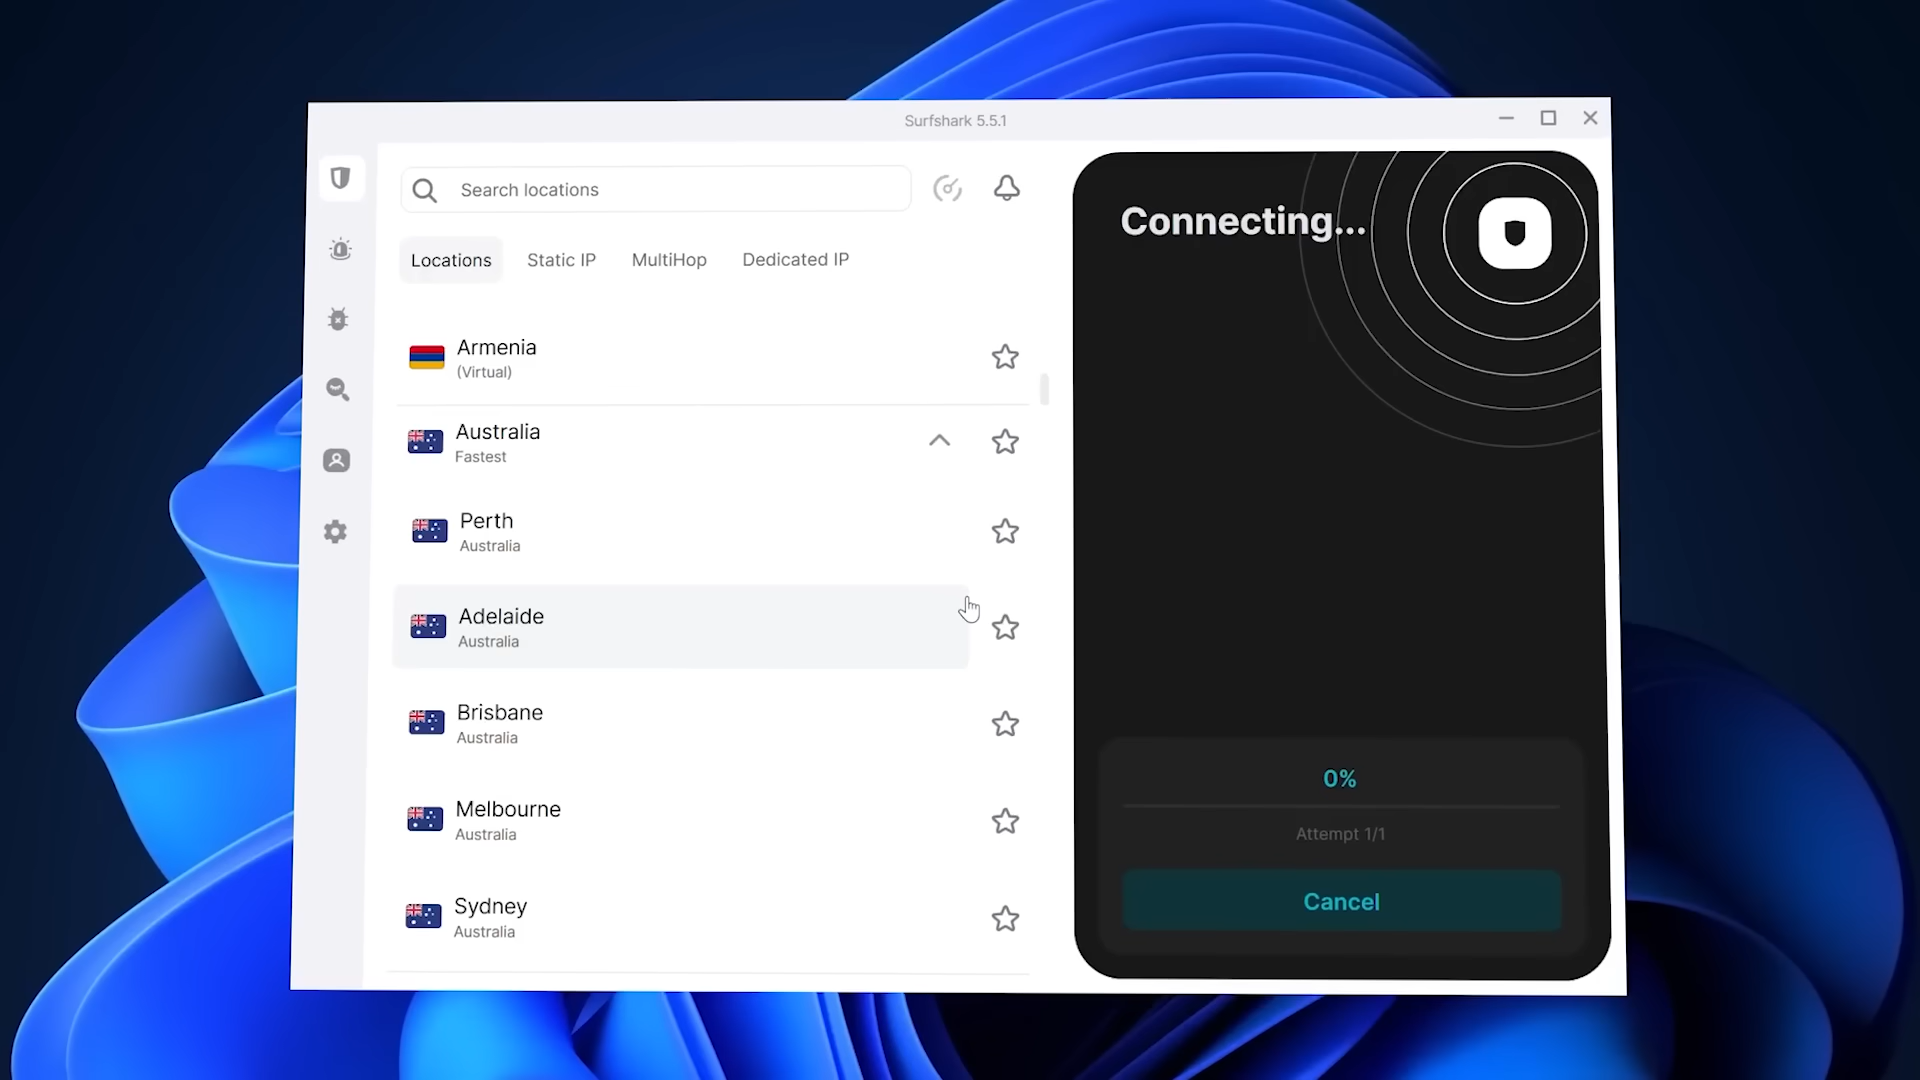 Surfshark 5.5.1
Search locations
Locations
Static IP
MultiHop
Dedicated IP
Armenia
(Virtual)
Australia
Fastest
Perth
Australia
Adelaide
Australia
Brisbane
Australia
Melbourne
Australia
Sydney
Australia
Connecting...
0%
Attempt 1/1
Cancel